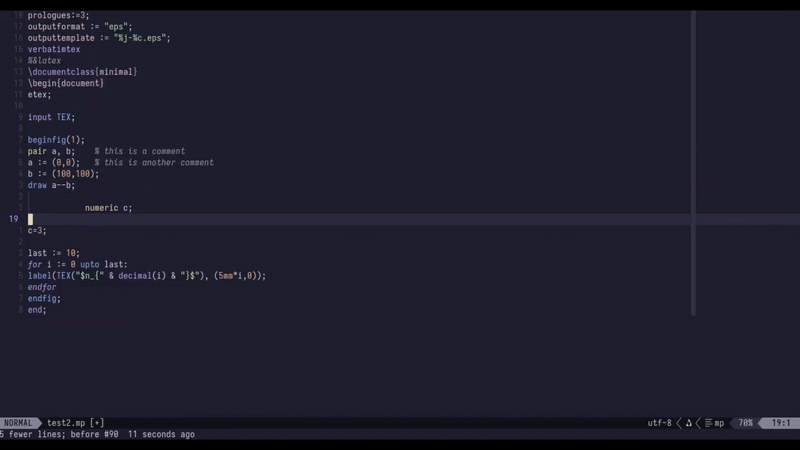 18 prologues:=3;
17 outputformat := "eps";
16 outputtemplate := "%j-%c.eps";
15 verbatimtex
14 %&latex
13 \documentclass{minimal}
12 \begin{document}
11 etex;
10
9 input TEX;
8
7 beginfig(1);
6 pair a, b; % this is a comment
5 a := (0,0); % this is another comment
4 b := (100,100);
3 draw a--b;
2
1 numeric c;
19
1 c=3;
2
3 last := 10;
4 for i := 0 upto last:
5 label(TEX("$n_{" & decimal(i) & "}$"), (5mm*i,0));
6 endfor
7 endfig;
8 end;
NORMAL test2.mp [+] utf-8 mp 70% 19:1
5 fewer lines; before #90 11 seconds ago